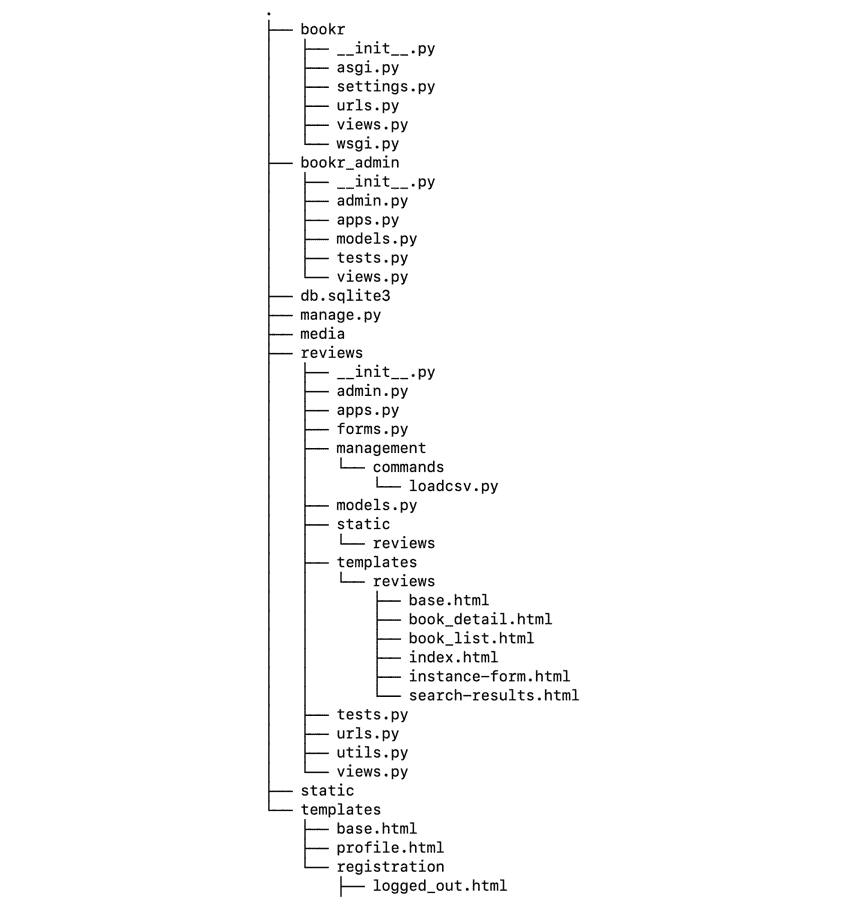 .
├── bookr
│   ├── __init__.py
│   ├── asgi.py
│   ├── settings.py
│   ├── urls.py
│   ├── views.py
│   └── wsgi.py
├── bookr_admin
│   ├── __init__.py
│   ├── admin.py
│   ├── apps.py
│   ├── models.py
│   ├── tests.py
│   └── views.py
├── db.sqlite3
├── manage.py
├── media
├── reviews
│   ├── __init__.py
│   ├── admin.py
│   ├── apps.py
│   ├── forms.py
│   ├── management
│   │   └── commands
│   │       └── loadcsv.py
│   ├── models.py
│   ├── static
│   │   └── reviews
│   ├── templates
│   │   └── reviews
│   │       ├── base.html
│   │       ├── book_detail.html
│   │       ├── book_list.html
│   │       ├── index.html
│   │       ├── instance-form.html
│   │       └── search-results.html
│   ├── tests.py
│   ├── urls.py
│   ├── utils.py
│   └── views.py
├── static
└── templates
    ├── base.html
    ├── profile.html
    └── registration
        ├── logged_out.html